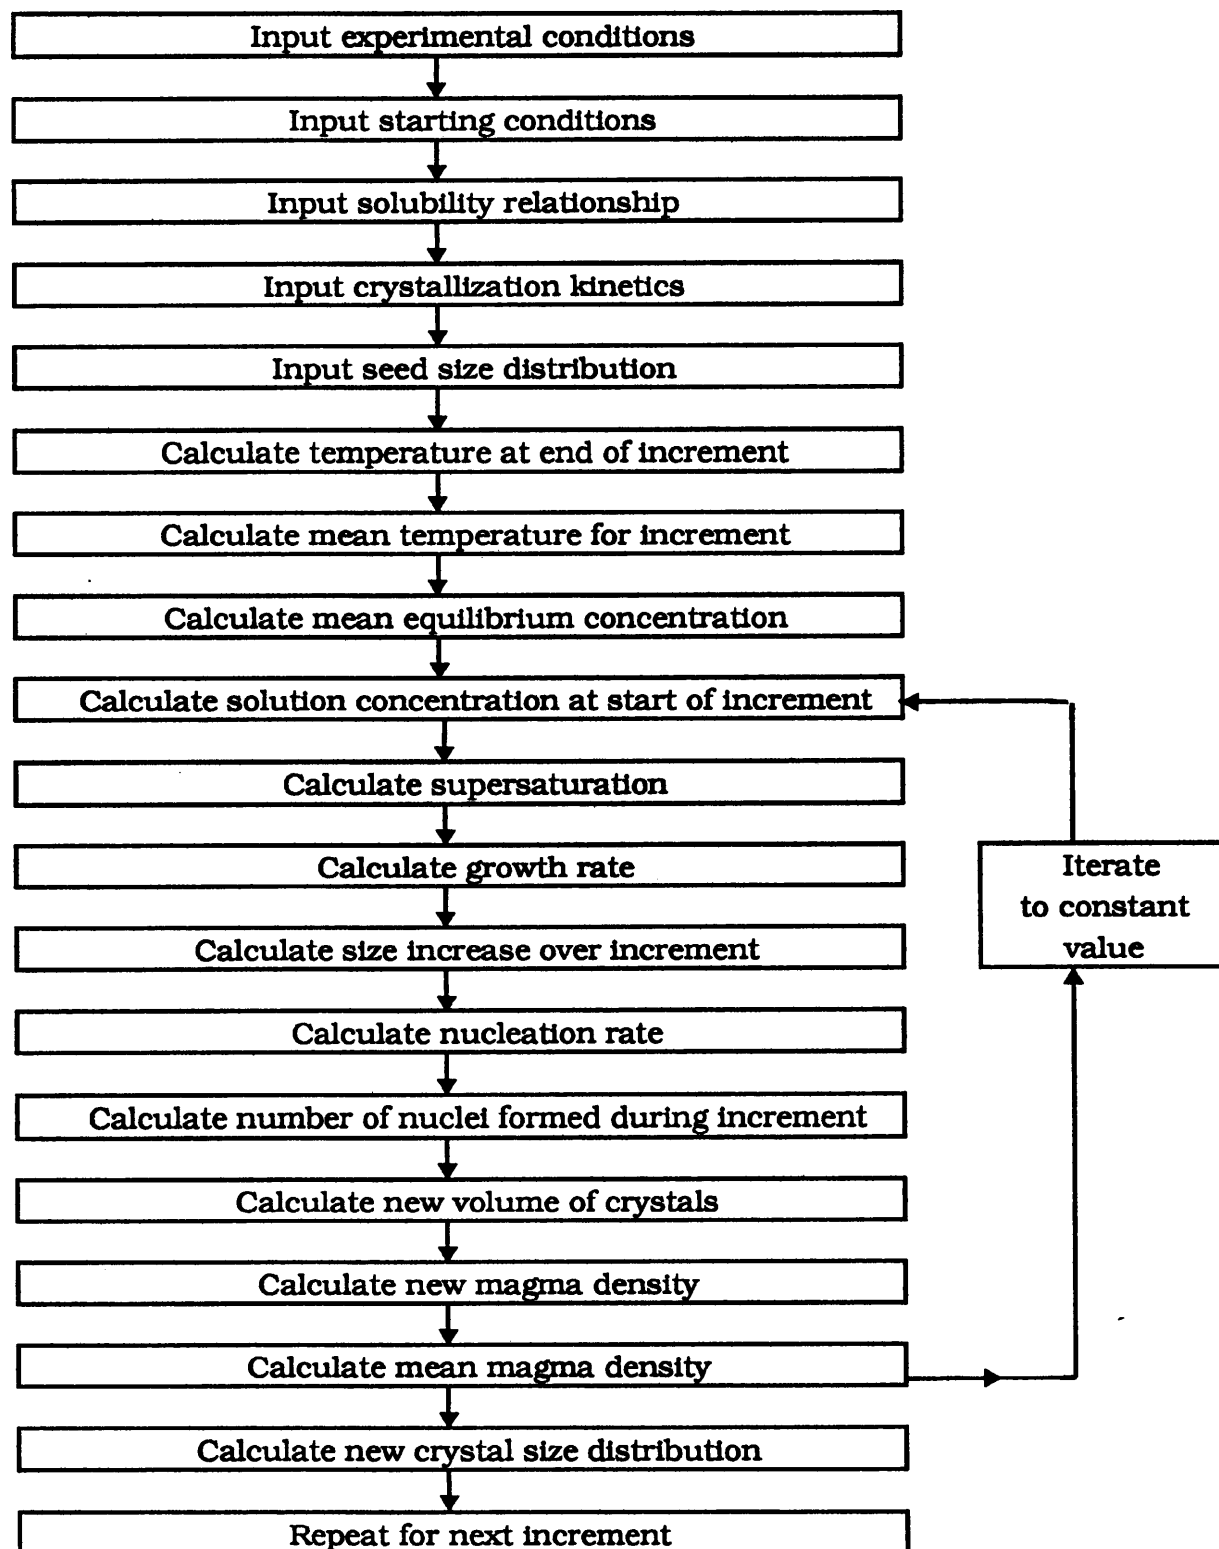 Input experimental conditions
Input starting conditions
Input solubility relationship
Input crystallization kinetics
Input seed size distribution
Calculate temperature at end of increment
Calculate mean temperature for increment
Calculate mean equilibrium concentration
Calculate solution concentration at start of increment
Calculate supersaturation
Calculate growth rate
Calculate size increase over increment
Calculate nucleation rate
Calculate number of nuclei formed during increment
Calculate new volume of crystals
Calculate new magma density
Calculate mean magma density
Calculate new crystal size distribution
Repeat for next increment
Iterate
to constant
value